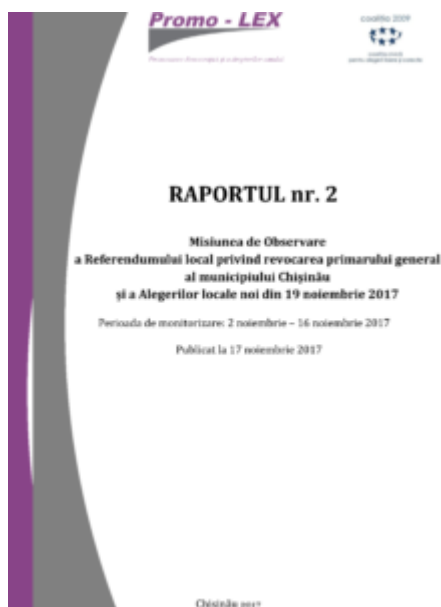 Promo - LEX
coaliția 2009
RAPORTUL nr. 2
Misiunea de Observare
a Referendumului local privind revocarea primarului general
al municipiului Chișinău
și a Alegerilor locale noi din 19 noiembrie 2017
Perioada de monitorizare: 2 noiembrie – 16 noiembrie 2017
Publicat la 17 noiembrie 2017
Chișinău 2017